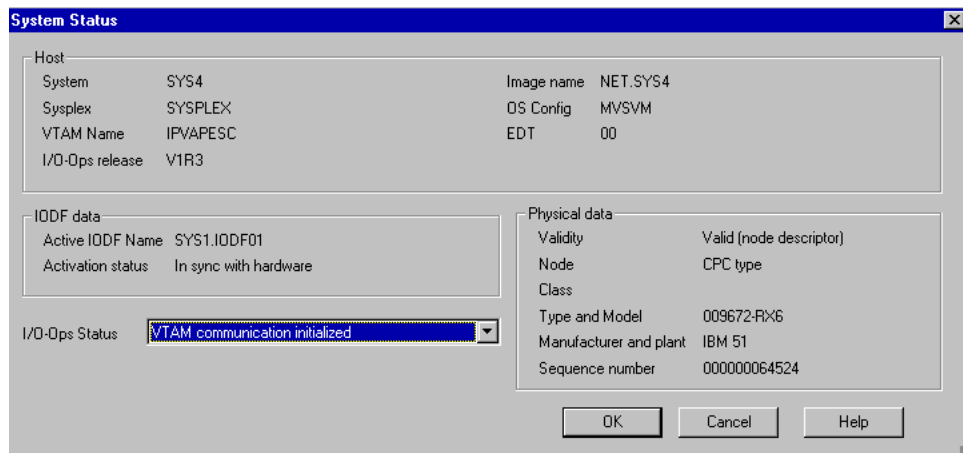 System Status
Host
System SYS4 Image name NET.SYS4
Sysplex SYSPLEX OS Config MVSVM
VTAM Name IPVAPESC EDT 00
I/O-Ops release V1R3
IODF data
Active IODF Name SYS1.IODF01
Activation status In sync with hardware
I/O-Ops Status VTAM communication initialized
Physical data
Validity Valid (node descriptor)
Node CPC type
Class
Type and Model 009672-RX6
Manufacturer and plant IBM 51
Sequence number 000000064524
OK Cancel Help